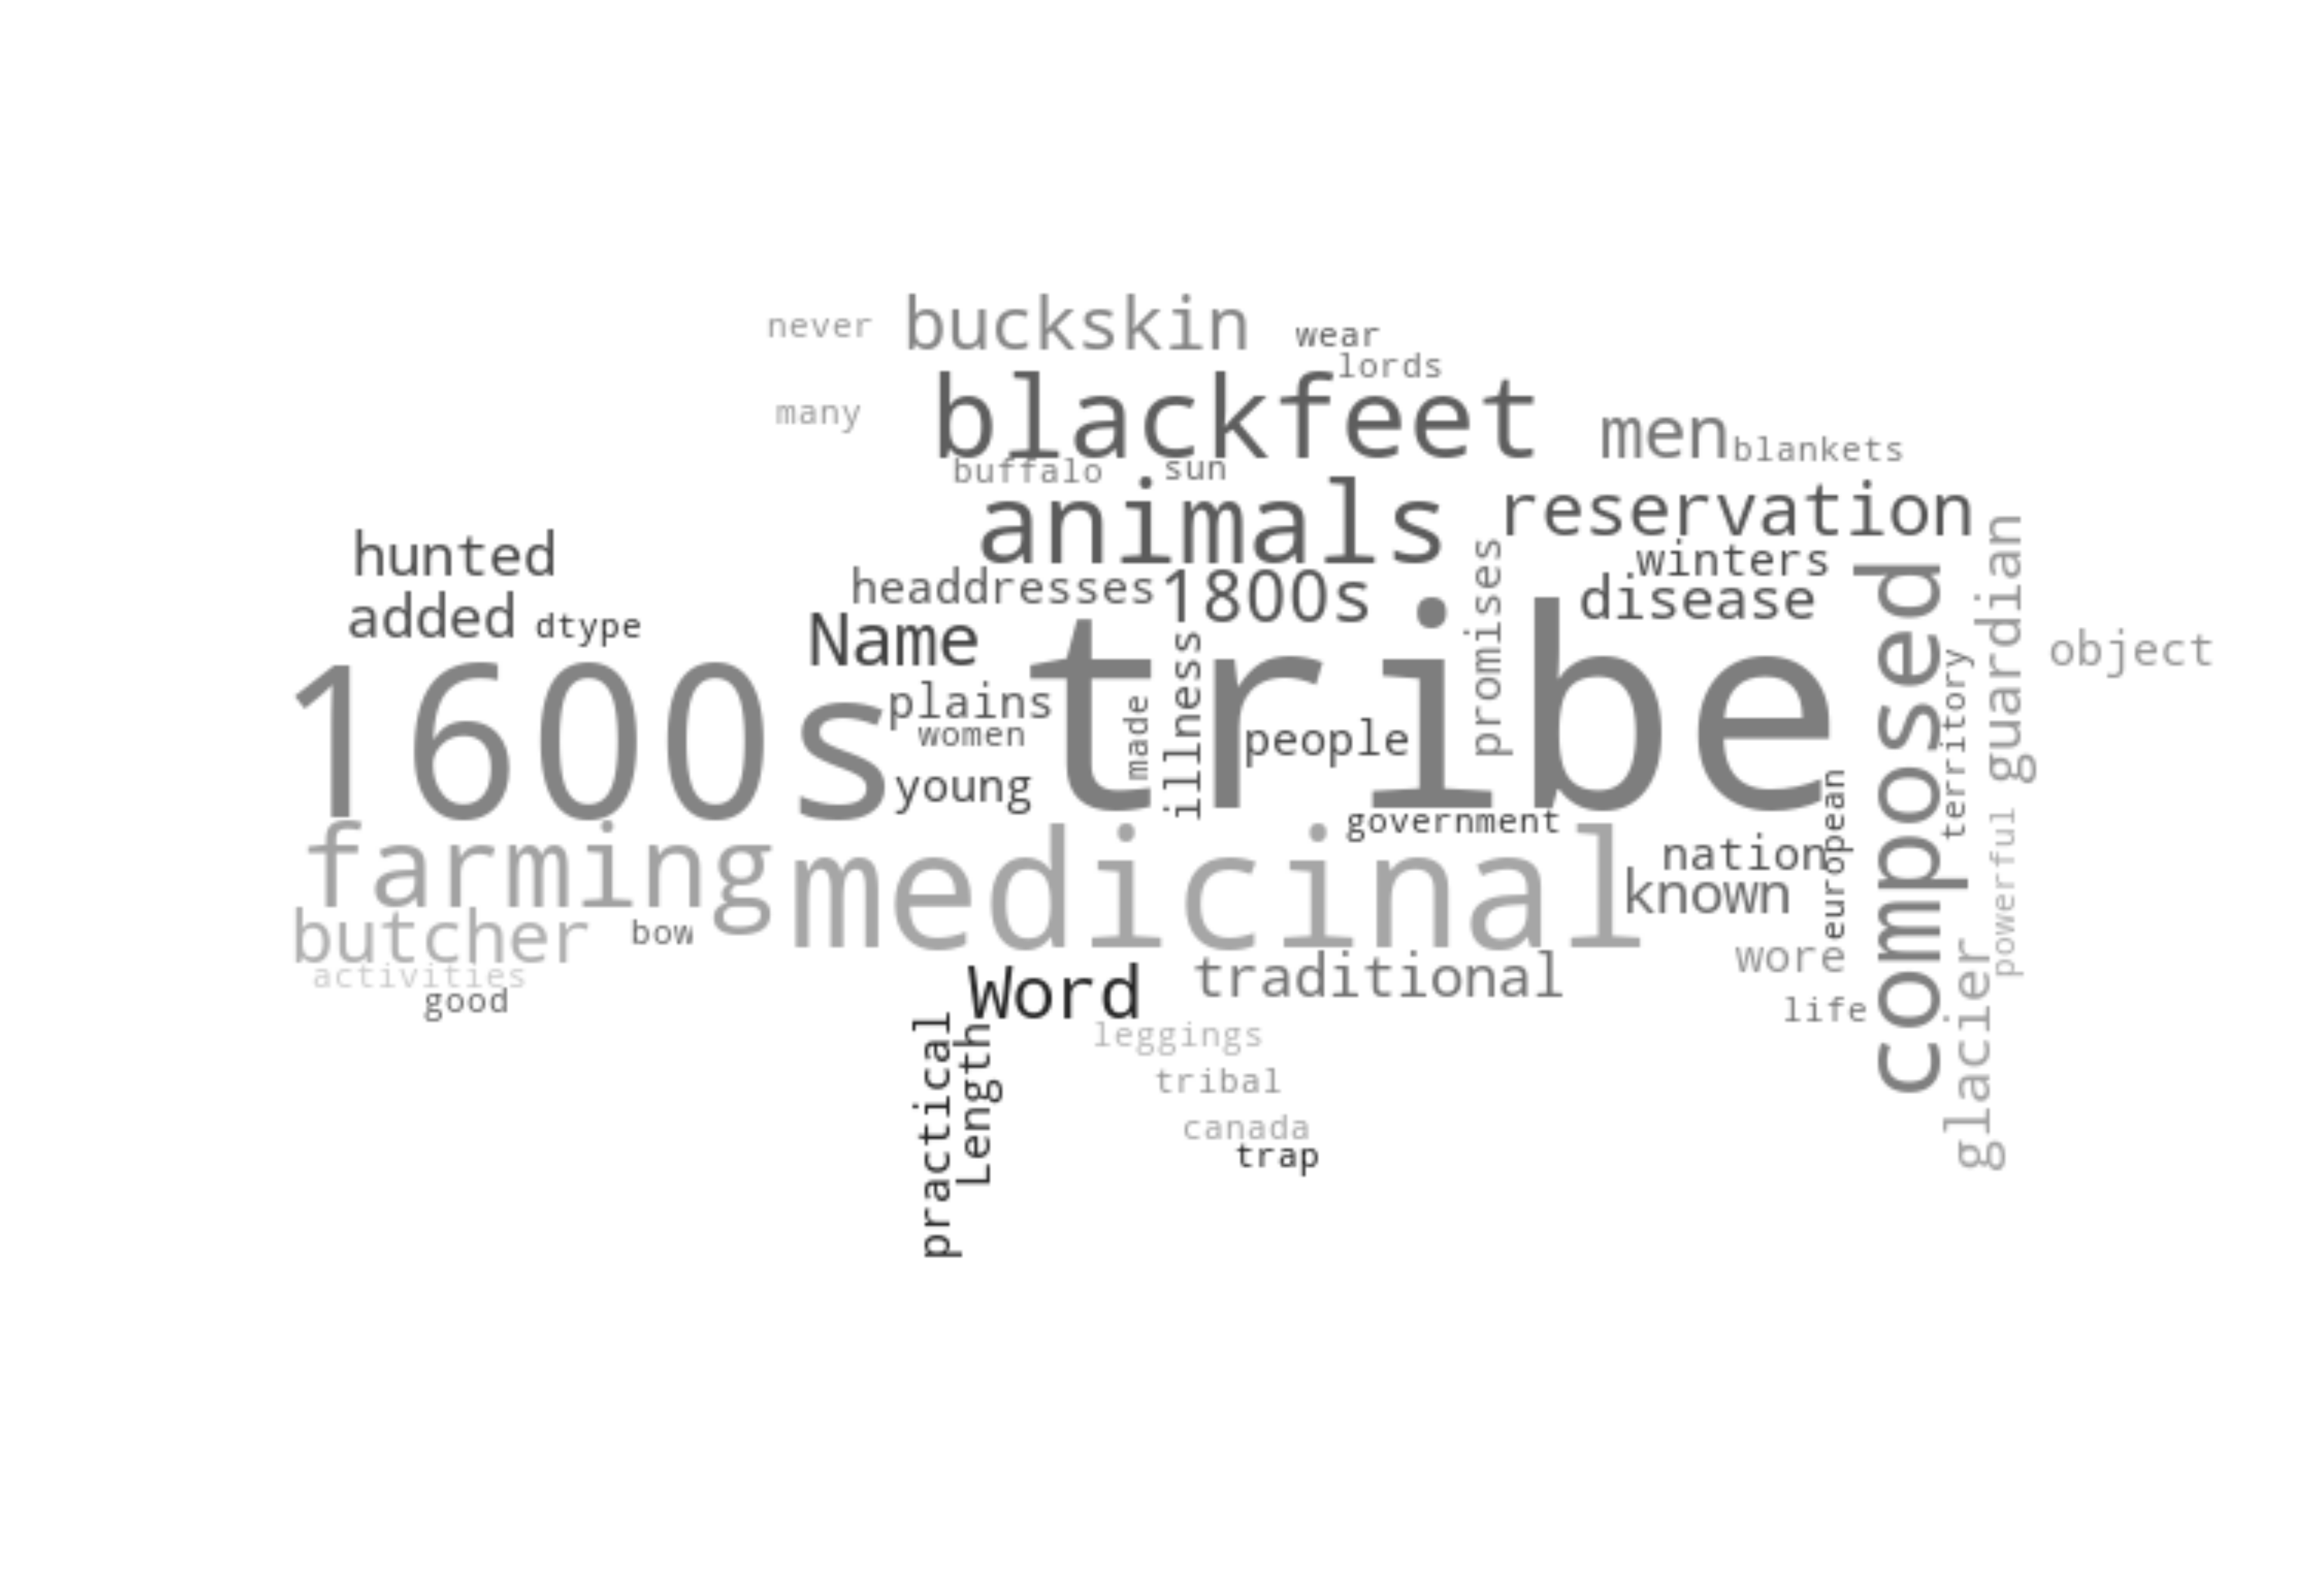 never
buckskin
wear
lords
blackfeet
many
men
blankets
buffalo
sun
animals
reservation
hunted
winters
headdresses
1800s
disease
added
dtype
Name
promises
guardian
object
1600s
tribe
plains
women
made
illness
people
young
composed
territory
government
farming
medicinal
nation
european
known
powerful
butcher
bow
wore
activities
good
Word
traditional
life
glacier
practical
Length
leggings
tribal
canada
trap